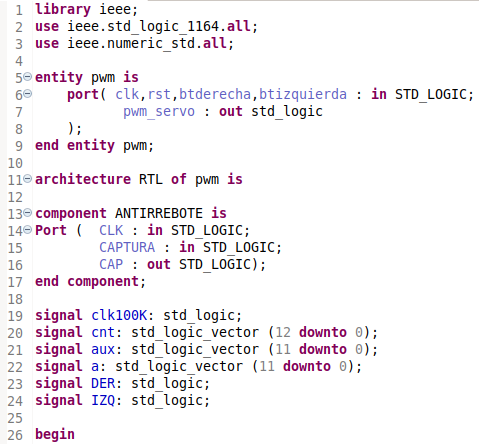 1 library ieee;
2 use ieee.std_logic_1164.all;
3 use ieee.numeric_std.all;
4
5 entity pwm is
6     port( clk,rst,btderecha,btizquierda : in STD_LOGIC;
7            pwm_servo : out std_logic
8     );
9 end entity pwm;
10
11 architecture RTL of pwm is
12
13 component ANTIRREBOTE is
14 Port (  CLK : in STD_LOGIC;
15         CAPTURA : in STD_LOGIC;
16         CAP : out STD_LOGIC);
17 end component;
18
19 signal clk100K: std_logic;
20 signal cnt: std_logic_vector (12 downto 0);
21 signal aux: std_logic_vector (11 downto 0);
22 signal a: std_logic_vector (11 downto 0);
23 signal DER: std_logic;
24 signal IZQ: std_logic;
25
26 begin